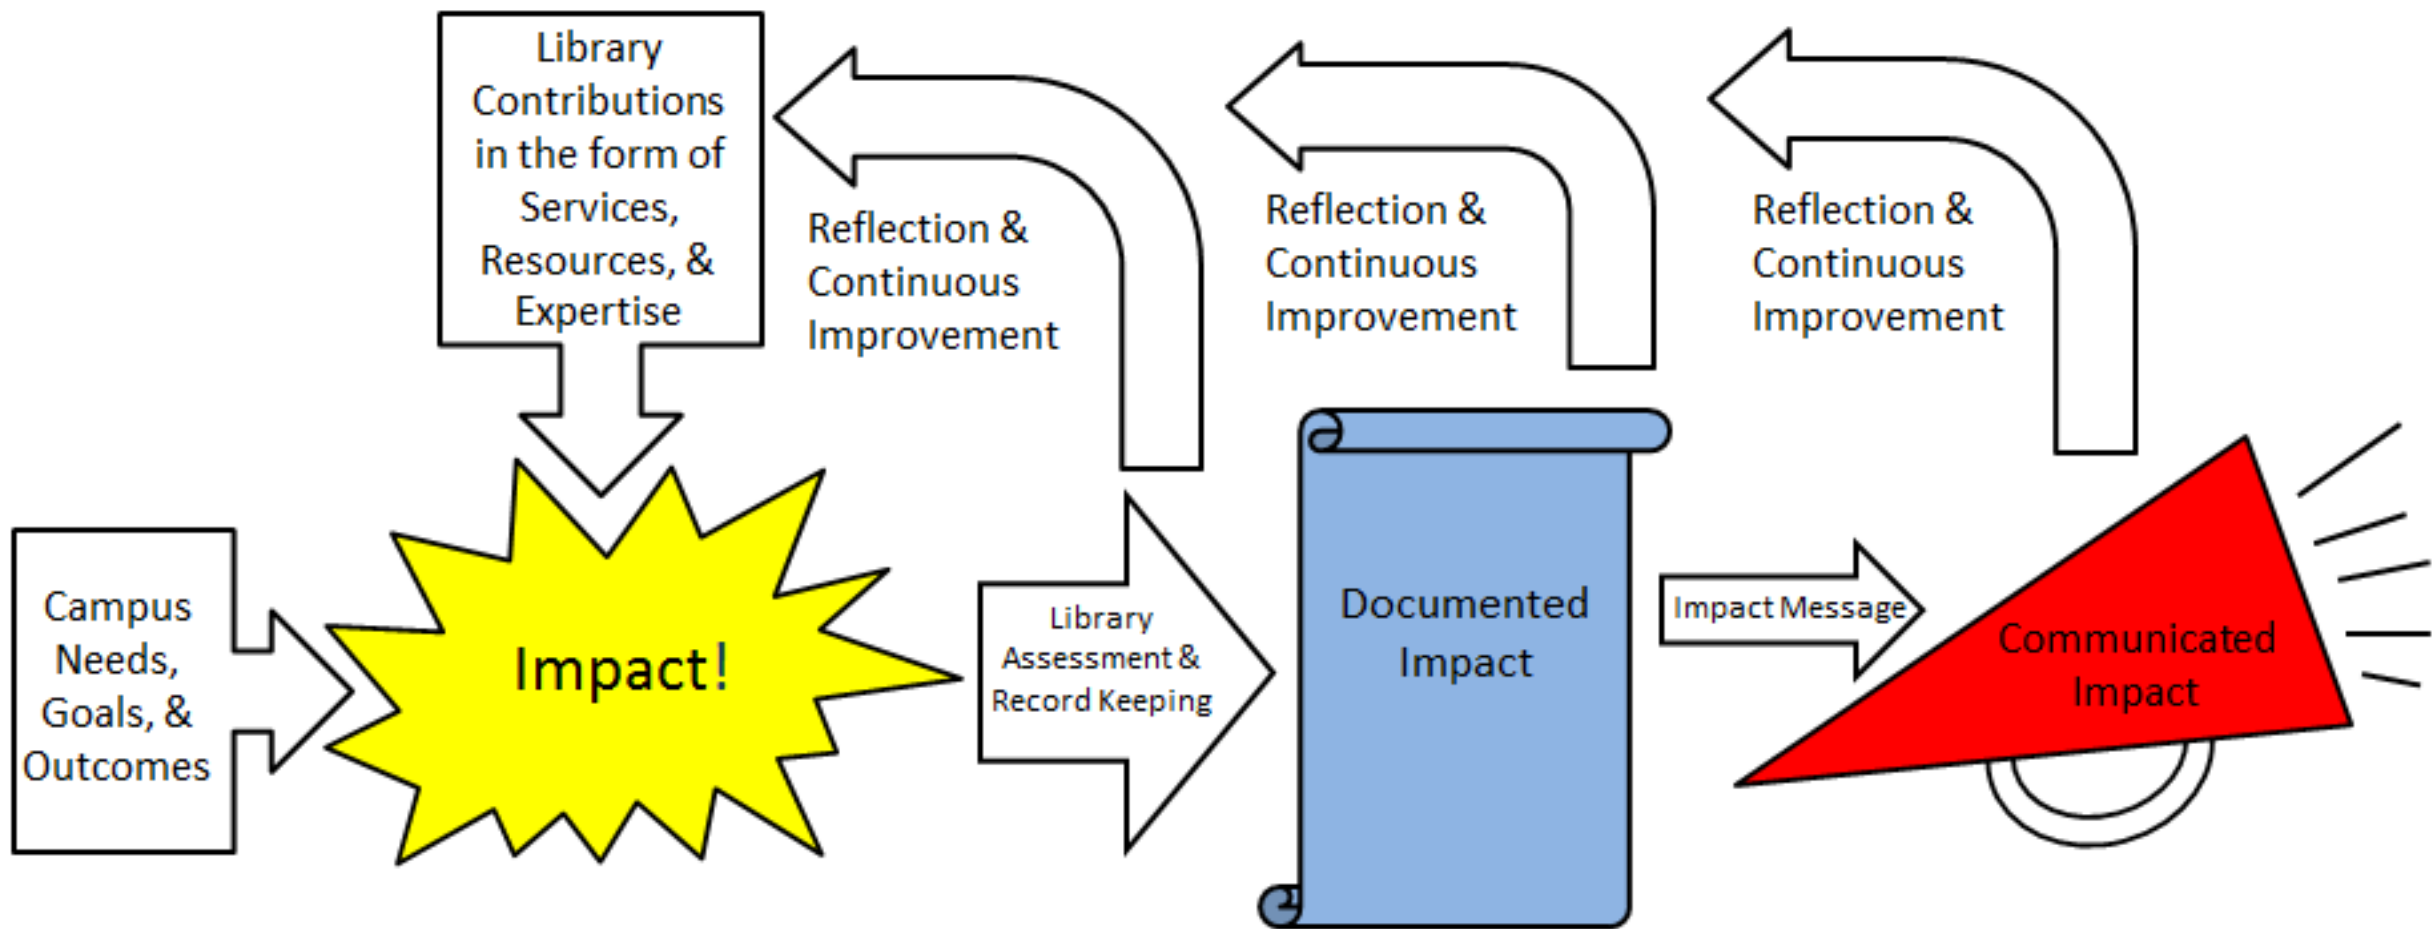 Library
Contributions
in the form of
Services,
Resources, &
Expertise
Reflection &
Continuous
Improvement
Reflection &
Continuous
Improvement
Reflection &
Continuous
Improvement
Campus
Needs,
Goals, &
Outcomes
Impact!
Library
Assessment &
Record Keeping
Documented
Impact
Impact Message
Communicated
Impact